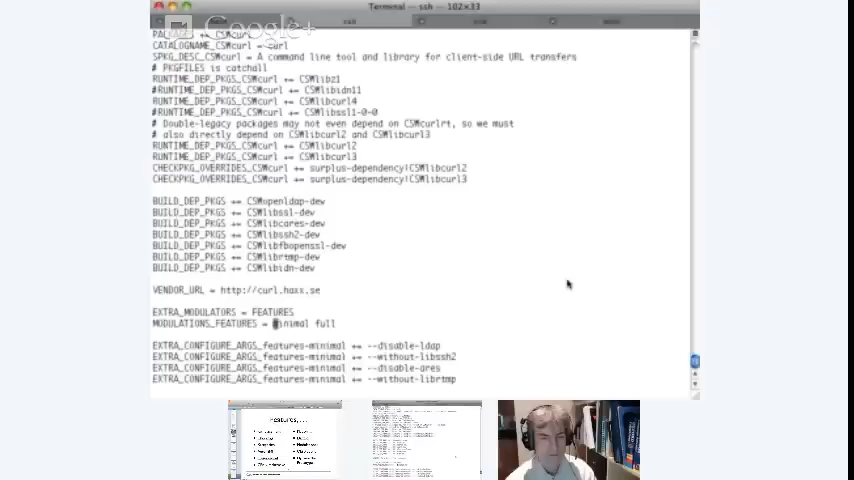 Terminal — ssh — 102×33
Google+
CATALOGNAME_CSWcurl = curl
SPKG_DESC_CSWcurl = A command line tool and library for client-side URL transfers
# PKGFILES is catchall
RUNTIME_DEP_PKGS_CSWcurl += CSWlibz1
#RUNTIME_DEP_PKGS_CSWcurl += CSWlibidn11
RUNTIME_DEP_PKGS_CSWcurl += CSWlibcurl4
#RUNTIME_DEP_PKGS_CSWcurl += CSWlibssl1-0-0
# Double-legacy packages may not even depend on CSWcurlrt, so we must
# also directly depend on CSWlibcurl2 and CSWlibcurl3
RUNTIME_DEP_PKGS_CSWcurl += CSWlibcurl2
RUNTIME_DEP_PKGS_CSWcurl += CSWlibcurl3
CHECKPKG_OVERRIDES_CSWcurl += surplus-dependency|CSWlibcurl2
CHECKPKG_OVERRIDES_CSWcurl += surplus-dependency|CSWlibcurl3
BUILD_DEP_PKGS += CSWopenldap-dev
BUILD_DEP_PKGS += CSWlibssl-dev
BUILD_DEP_PKGS += CSWlibcares-dev
BUILD_DEP_PKGS += CSWlibssh2-dev
BUILD_DEP_PKGS += CSWlibfbopenssl-dev
BUILD_DEP_PKGS += CSWlibrtmp-dev
BUILD_DEP_PKGS += CSWlibidn-dev
VENDOR_URL = http://curl.haxx.se
EXTRA_MODULATORS = FEATURES
MODULATIONS_FEATURES = minimal full
EXTRA_CONFIGURE_ARGS_features-minimal += --disable-ldap
EXTRA_CONFIGURE_ARGS_features-minimal += --without-libssh2
EXTRA_CONFIGURE_ARGS_features-minimal += --disable-ares
EXTRA_CONFIGURE_ARGS_features-minimal += --without-librtmp
Features, ...